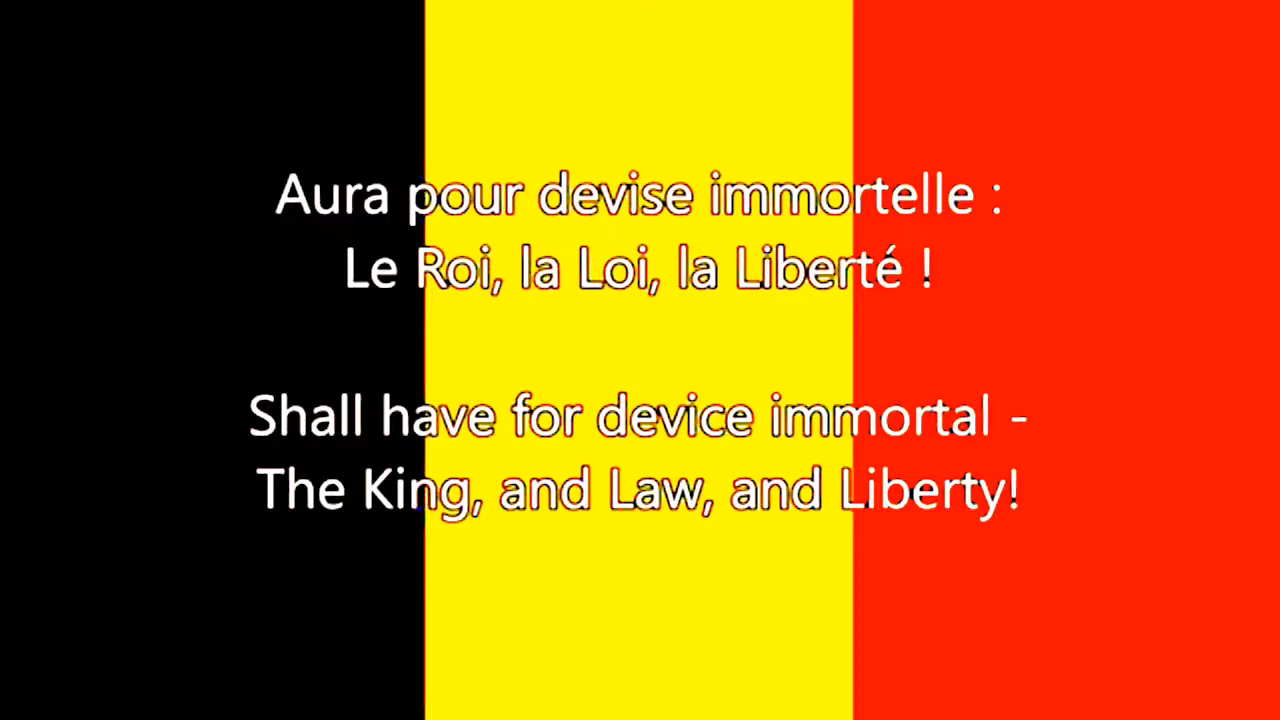 Aura pour devise immortelle :
Le Roi, la Loi, la Liberté !
Shall have for device immortal -
The King, and Law, and Liberty!